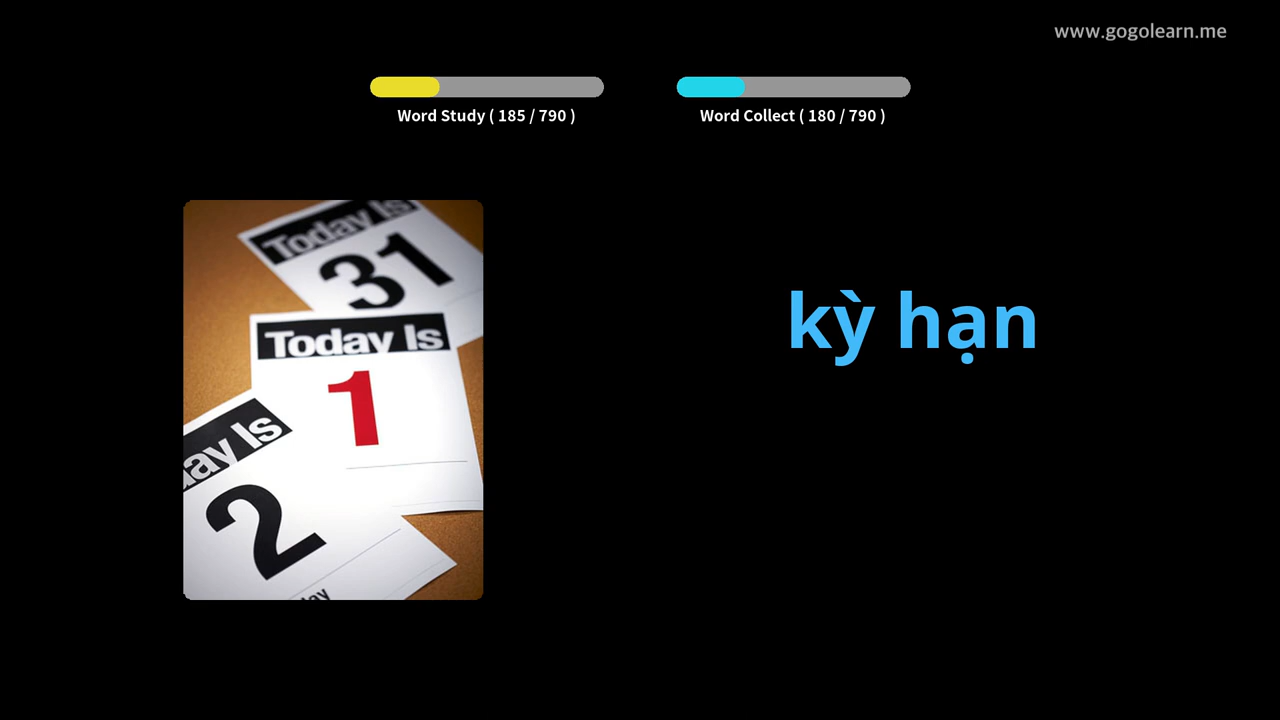 www.gogolearn.me
Word Study ( 185 / 790 )
Word Collect ( 180 / 790 )
Today Is
31
Today Is
1
ay Is
2
kỳ hạn